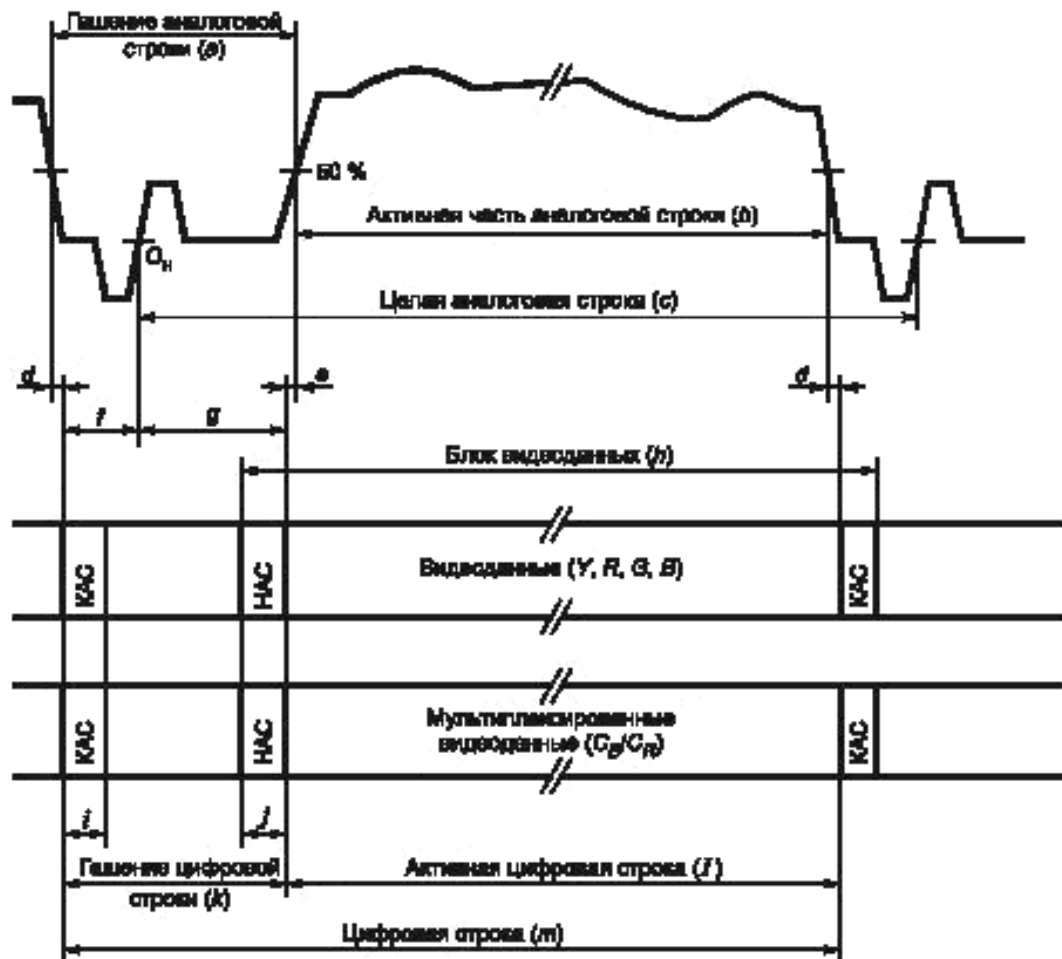 Гашение аналоговой
строки (a)
50 %
Активная часть аналоговой строки (b)
O_H
Целая аналоговая строка (c)
d
e
d
f
g
Блок видеоданных (h)
КАС
НАС
Видеоданные (Y, R, G, B)
КАС
КАС
НАС
Мультиплексированные
видеоданные (C_B/C_R)
КАС
i
j
Гашение цифровой
строки (k)
Активная цифровая строка (l)
Цифровая строка (m)